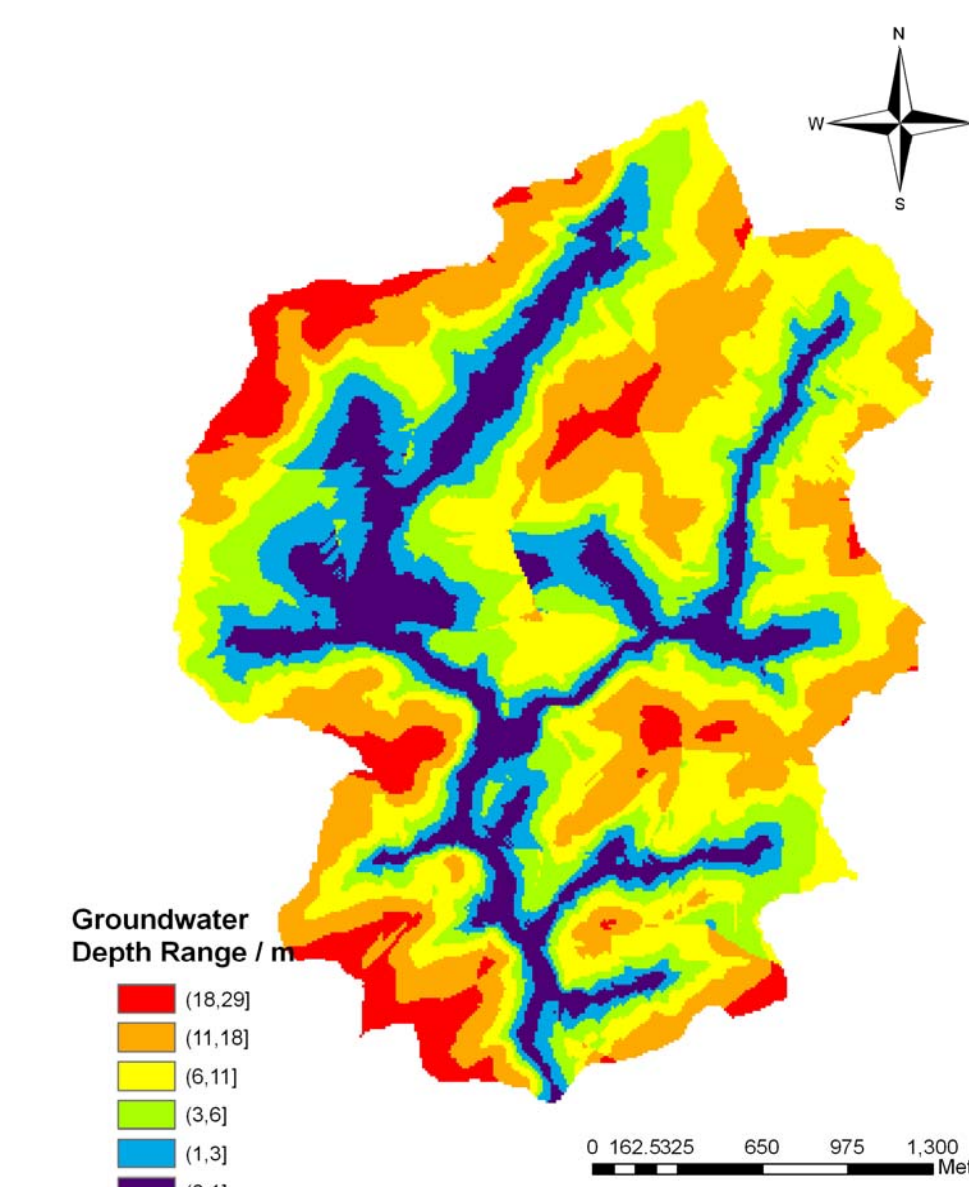 N
W
S
Groundwater
Depth Range / m
(18,29]
(11,18]
(6,11]
(3,6]
(1,3]
0 162.5325 650 975 1,300
Met